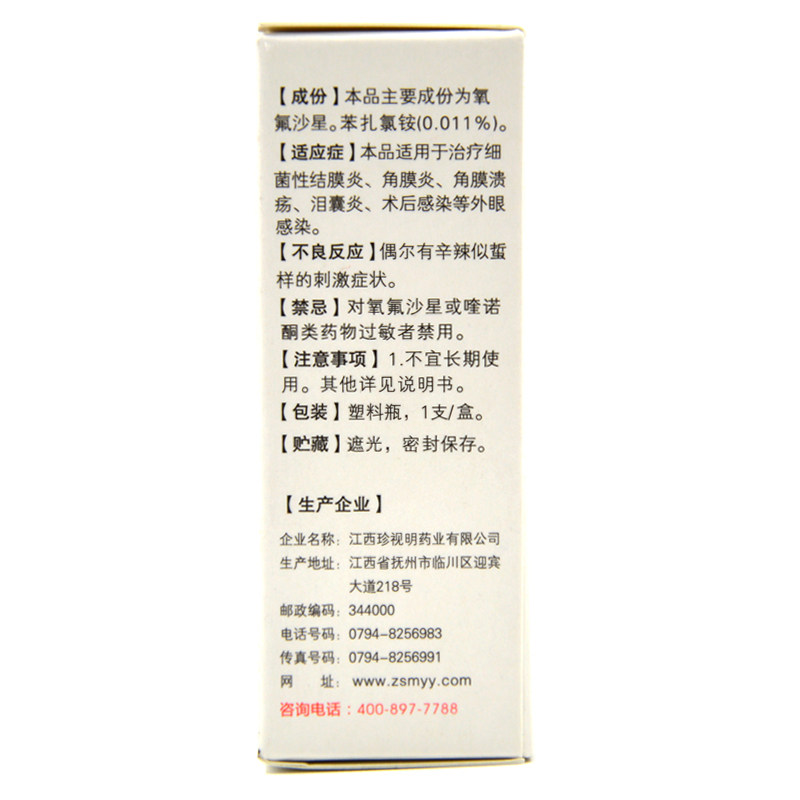 【成份】本品主要成份为氧
氟沙星。苯扎氯铵(0.011%)。
【适应症】本品适用于治疗细
菌性结膜炎、角膜炎、角膜溃
疡、泪囊炎、术后感染等外眼
感染。
【不良反应】偶尔有辛辣似蜇
样的刺激症状。
【禁忌】对氧氟沙星或喹诺
酮类药物过敏者禁用。
【注意事项】1.不宜长期使
用。其他详见说明书。
【包装】塑料瓶，1支/盒。
【贮藏】遮光，密封保存。
【生产企业】
企业名称：江西珍视明药业有限公司
生产地址：江西省抚州市临川区迎宾
大道218号
邮政编码：344000
电话号码：0794-8256983
传真号码：0794-8256991
网 址：www.zsmyy.com
咨询电话：400-897-7788